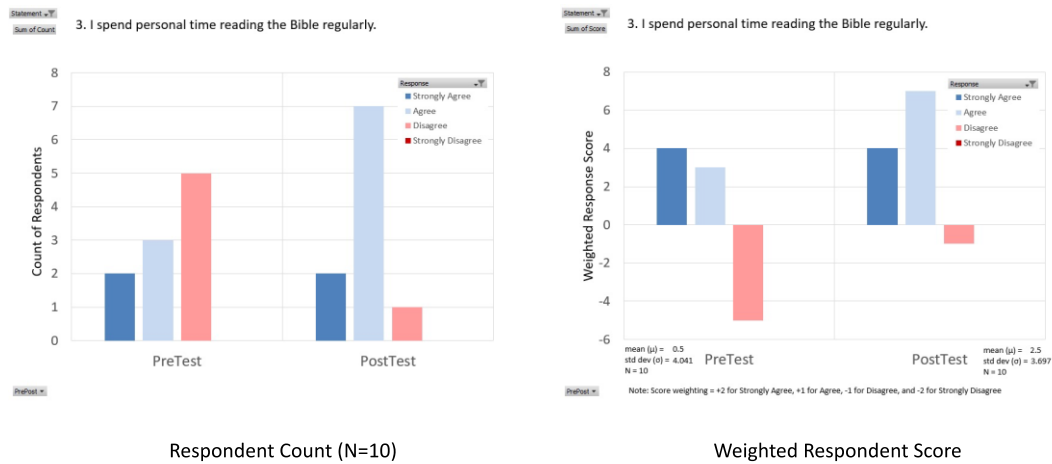 Statement
Sum of Count
3. I spend personal time reading the Bible regularly.
8
7
6
5
4
3
2
1
0
Count of Respondents
Response
Strongly Agree
Agree
Disagree
Strongly Disagree
PreTest
PostTest
PrePost
Respondent Count (N=10)
Statement
Sum of Score
3. I spend personal time reading the Bible regularly.
8
6
4
2
0
-2
-4
-6
Weighted Response Score
Response
Strongly Agree
Agree
Disagree
Strongly Disagree
mean (μ) = 0.5
std dev (σ) = 4.041
N = 10
PreTest
PostTest
mean (μ) = 2.5
std dev (σ) = 3.697
N = 10
PrePost
Note: Score weighting = +2 for Strongly Agree, +1 for Agree, -1 for Disagree, and -2 for Strongly Disagree
Weighted Respondent Score